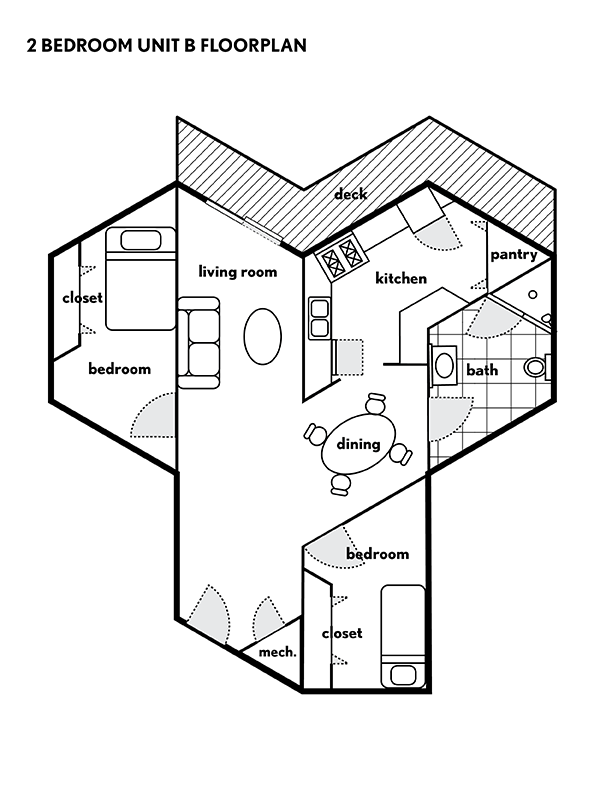 2 BEDROOM UNIT B FLOORPLAN
deck
pantry
living room
kitchen
closet
bedroom
bath
dining
bedroom
closet
mech.